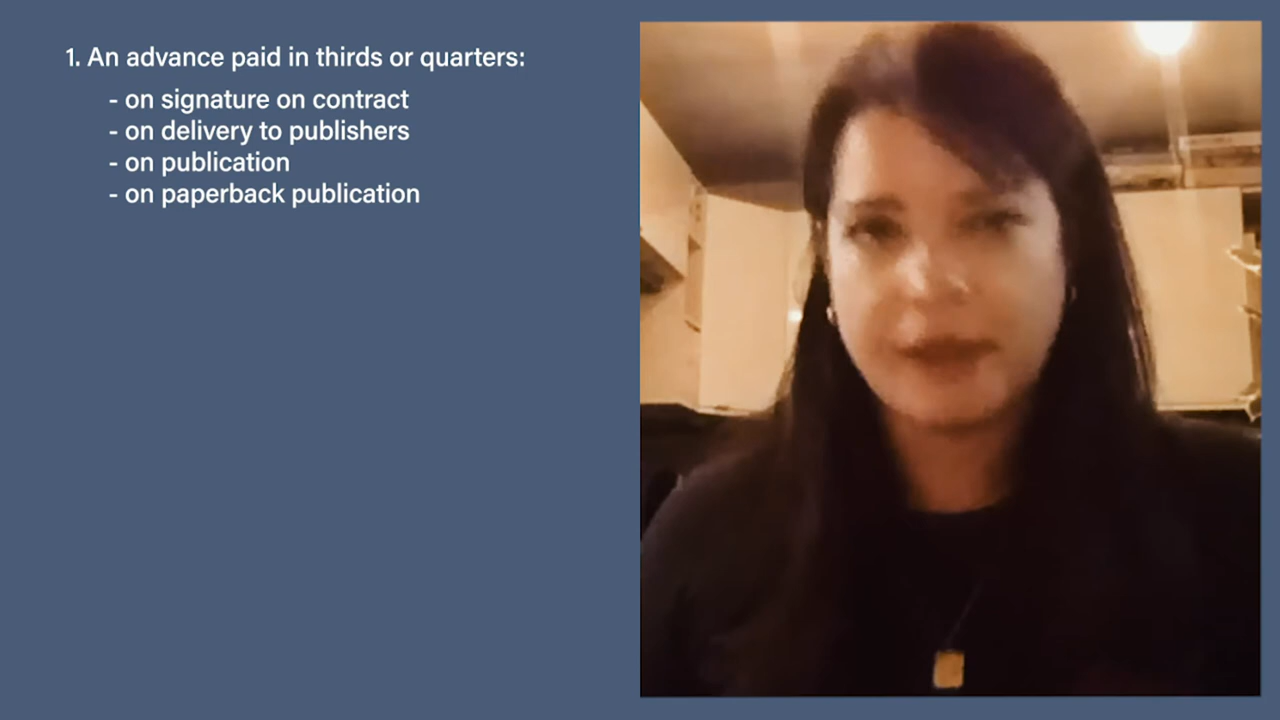 1. An advance paid in thirds or quarters:
- on signature on contract
- on delivery to publishers
- on publication
- on paperback publication